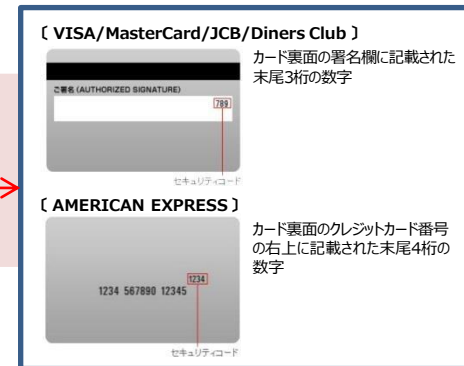 〔 VISA/MasterCard/JCB/Diners Club 〕
カード裏面の署名欄に記載された
末尾3桁の数字
ご署名 (AUTHORIZED SIGNATURE)
789
セキュリティコード
〔 AMERICAN EXPRESS 〕
カード裏面のクレジットカード番号
の右上に記載された末尾4桁の
数字
1234
1234 567890 12345
セキュリティコード